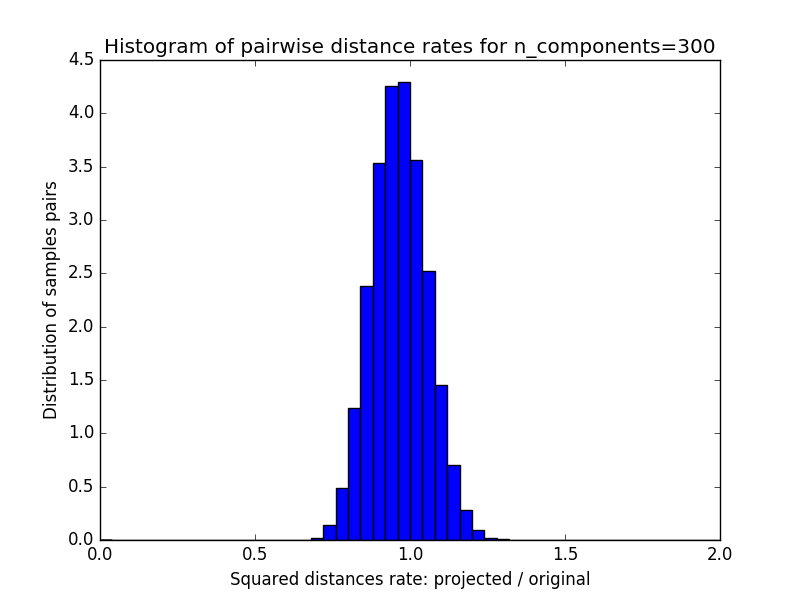 Histogram of pairwise distance rates for n_components=300
4.5
4.0
3.5
3.0
2.5
2.0
1.5
1.0
0.5
0.0
Distribution of samples pairs
0.0 0.5 1.0 1.5 2.0
Squared distances rate: projected / original